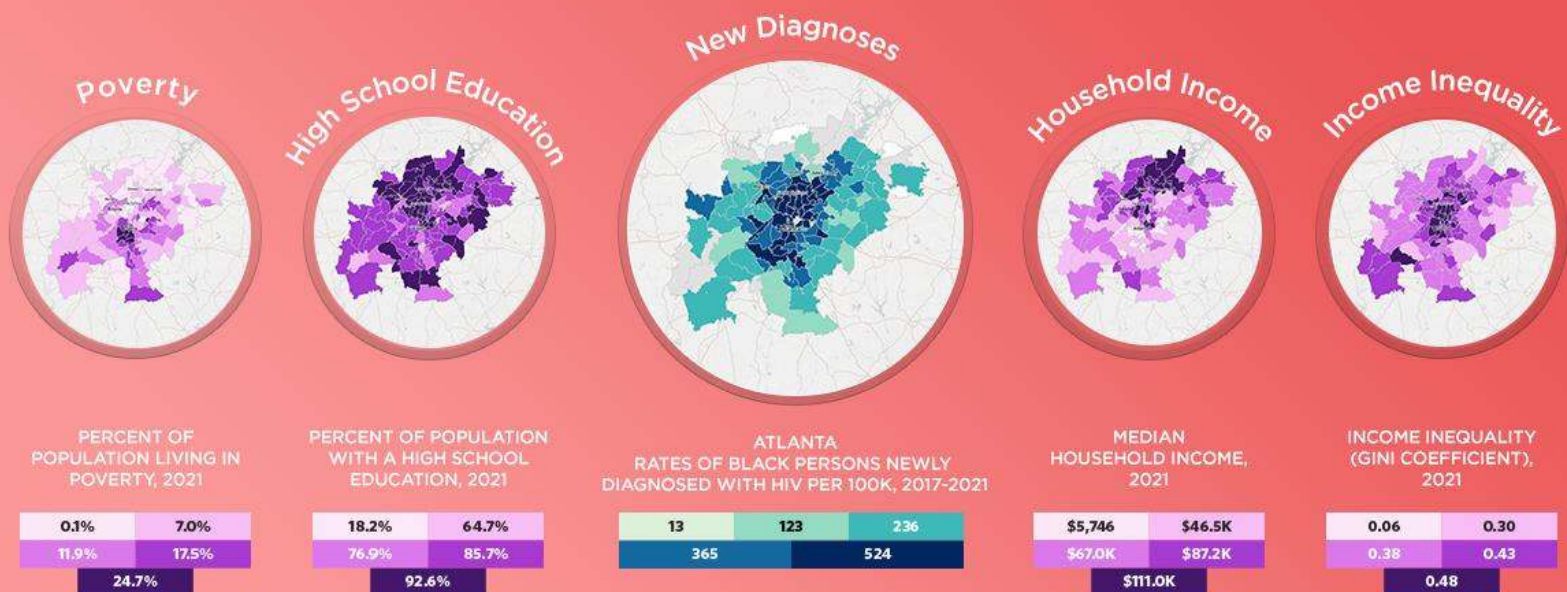 Poverty
High School Education
New Diagnoses
Household Income
Income Inequality
PERCENT OF
POPULATION LIVING IN
POVERTY, 2021
0.1% 7.0%
11.9% 17.5%
24.7%
PERCENT OF POPULATION
WITH A HIGH SCHOOL
EDUCATION, 2021
18.2% 64.7%
76.9% 85.7%
92.6%
ATLANTA
RATES OF BLACK PERSONS NEWLY
DIAGNOSED WITH HIV PER 100K, 2017-2021
13 123 236
365 524
MEDIAN
HOUSEHOLD INCOME,
2021
$5,746 $46.5K
$67.0K $87.2K
$111.0K
INCOME INEQUALITY
(GINI COEFFICIENT),
2021
0.06 0.30
0.38 0.43
0.48